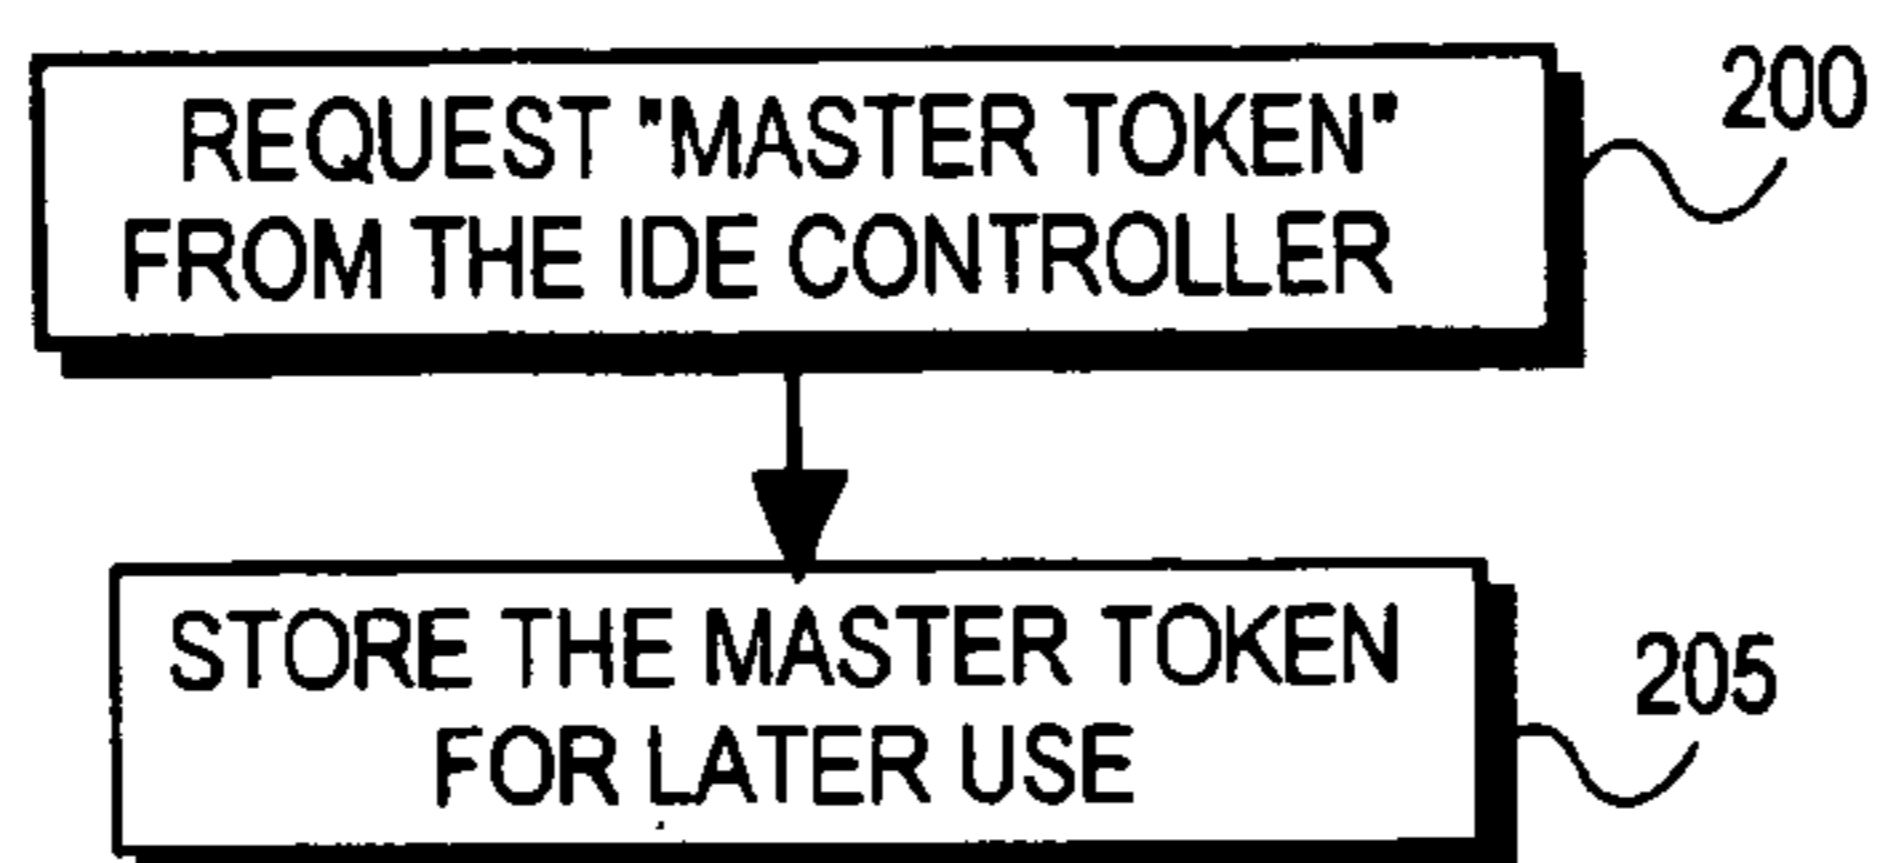 REQUEST "MASTER TOKEN"
FROM THE IDE CONTROLLER
200
STORE THE MASTER TOKEN
FOR LATER USE
205